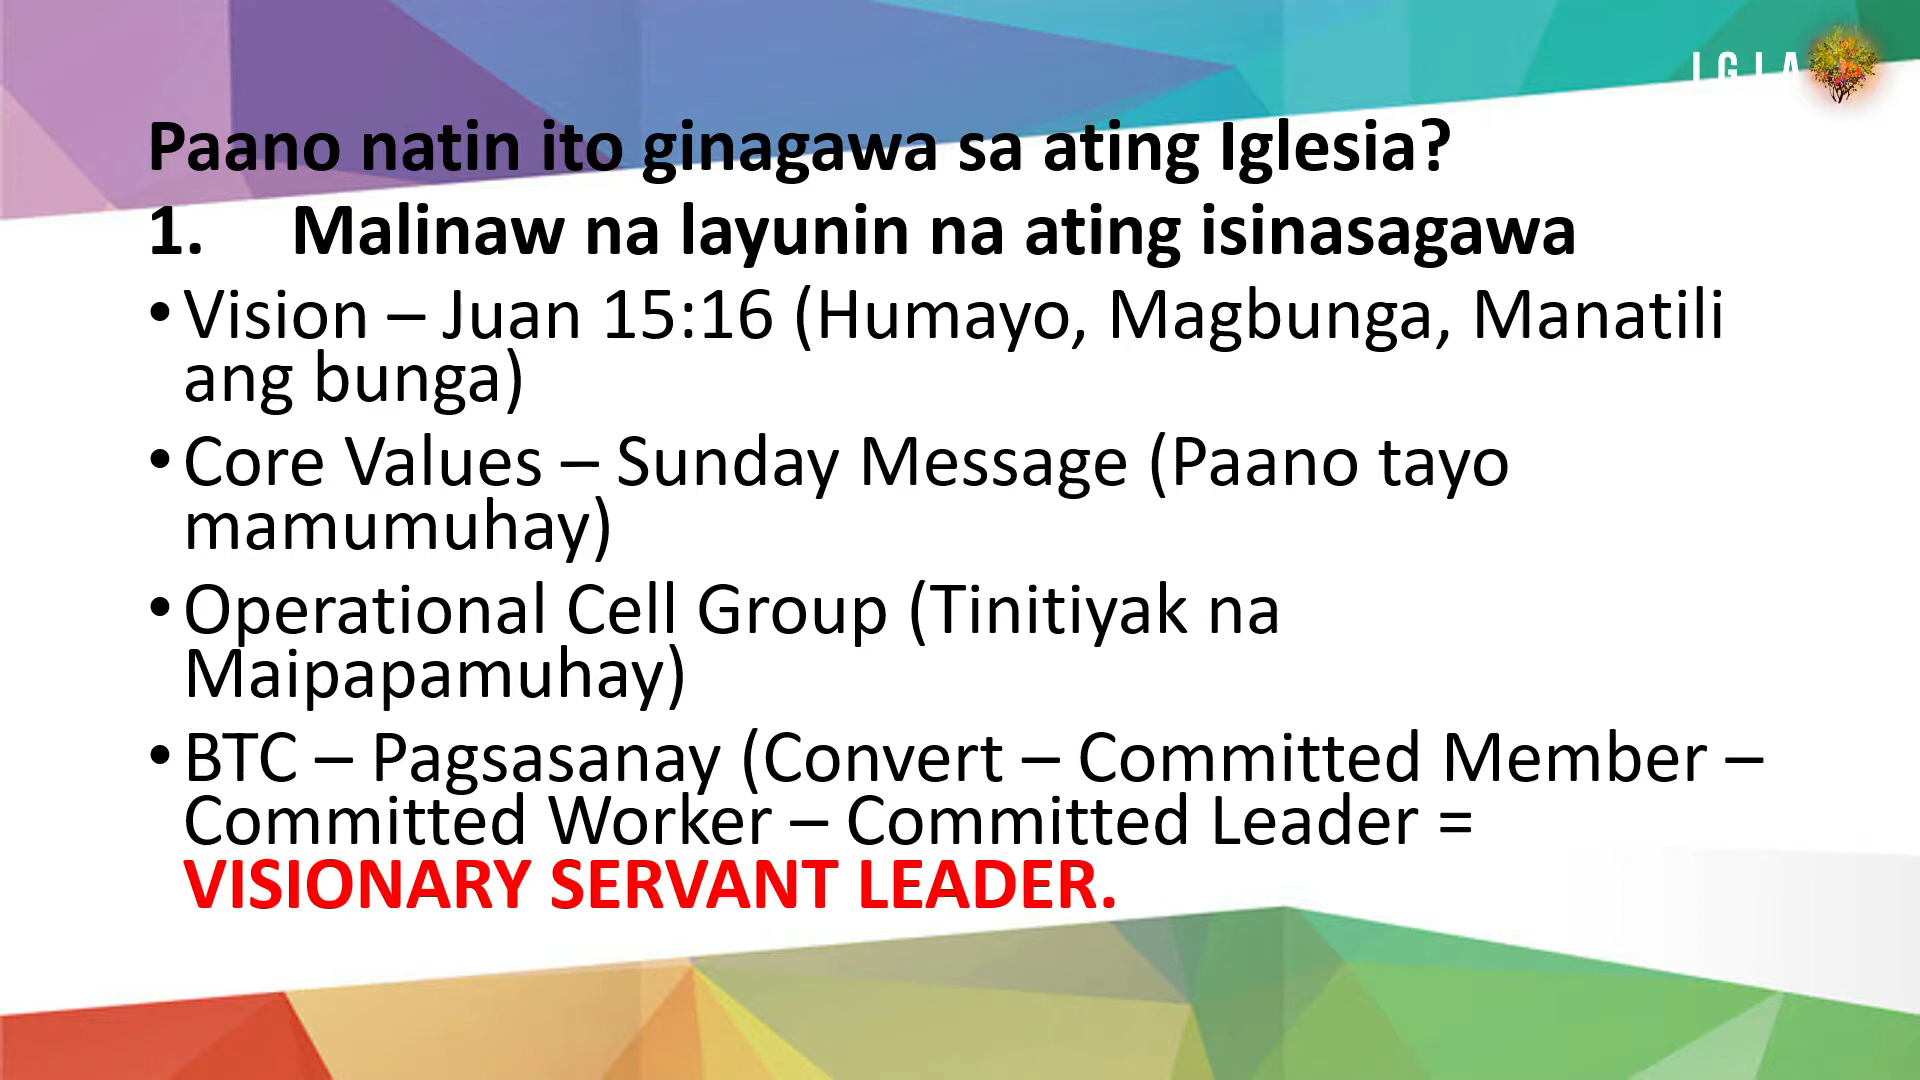 JGLA
Paano natin ito ginagawa sa ating Iglesia?
1. Malinaw na layunin na ating isinasagawa
• Vision – Juan 15:16 (Humayo, Magbunga, Manatili
ang bunga)
• Core Values – Sunday Message (Paano tayo
mamumuhay)
• Operational Cell Group (Tinitiyak na
Maipapamuhay)
• BTC – Pagsasanay (Convert – Committed Member –
Committed Worker – Committed Leader =
VISIONARY SERVANT LEADER.